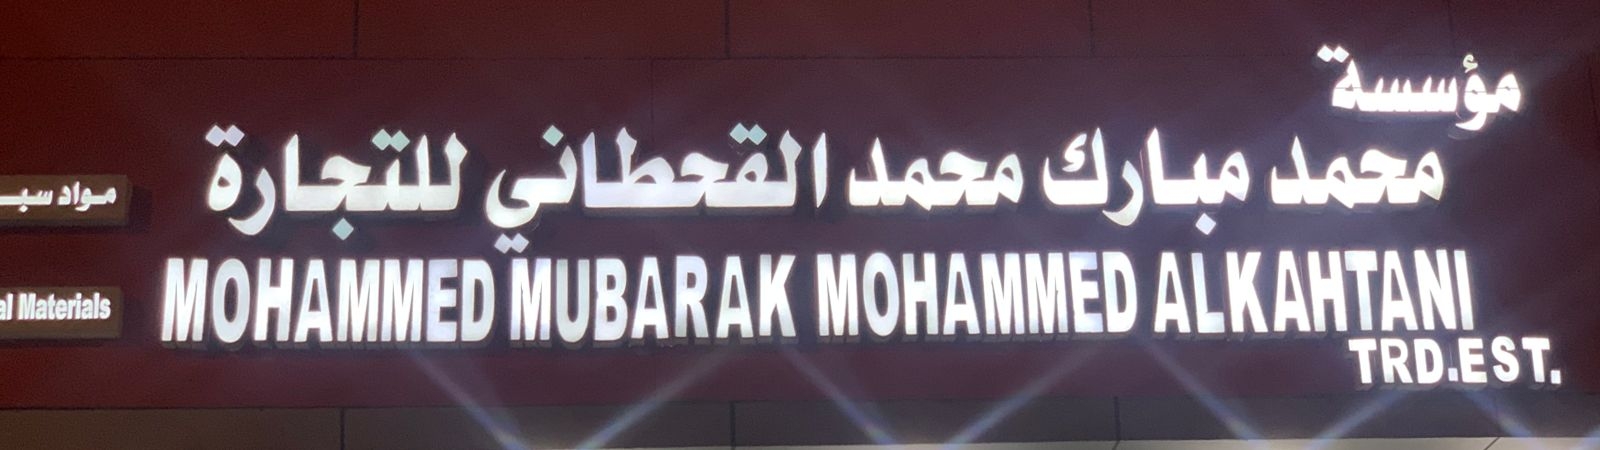 مؤسسة
محمد مبارك محمد القحطاني للتجارة
MOHAMMED MUBARAK MOHAMMED ALKAHTANI
TRD.EST.
مواد
Materials